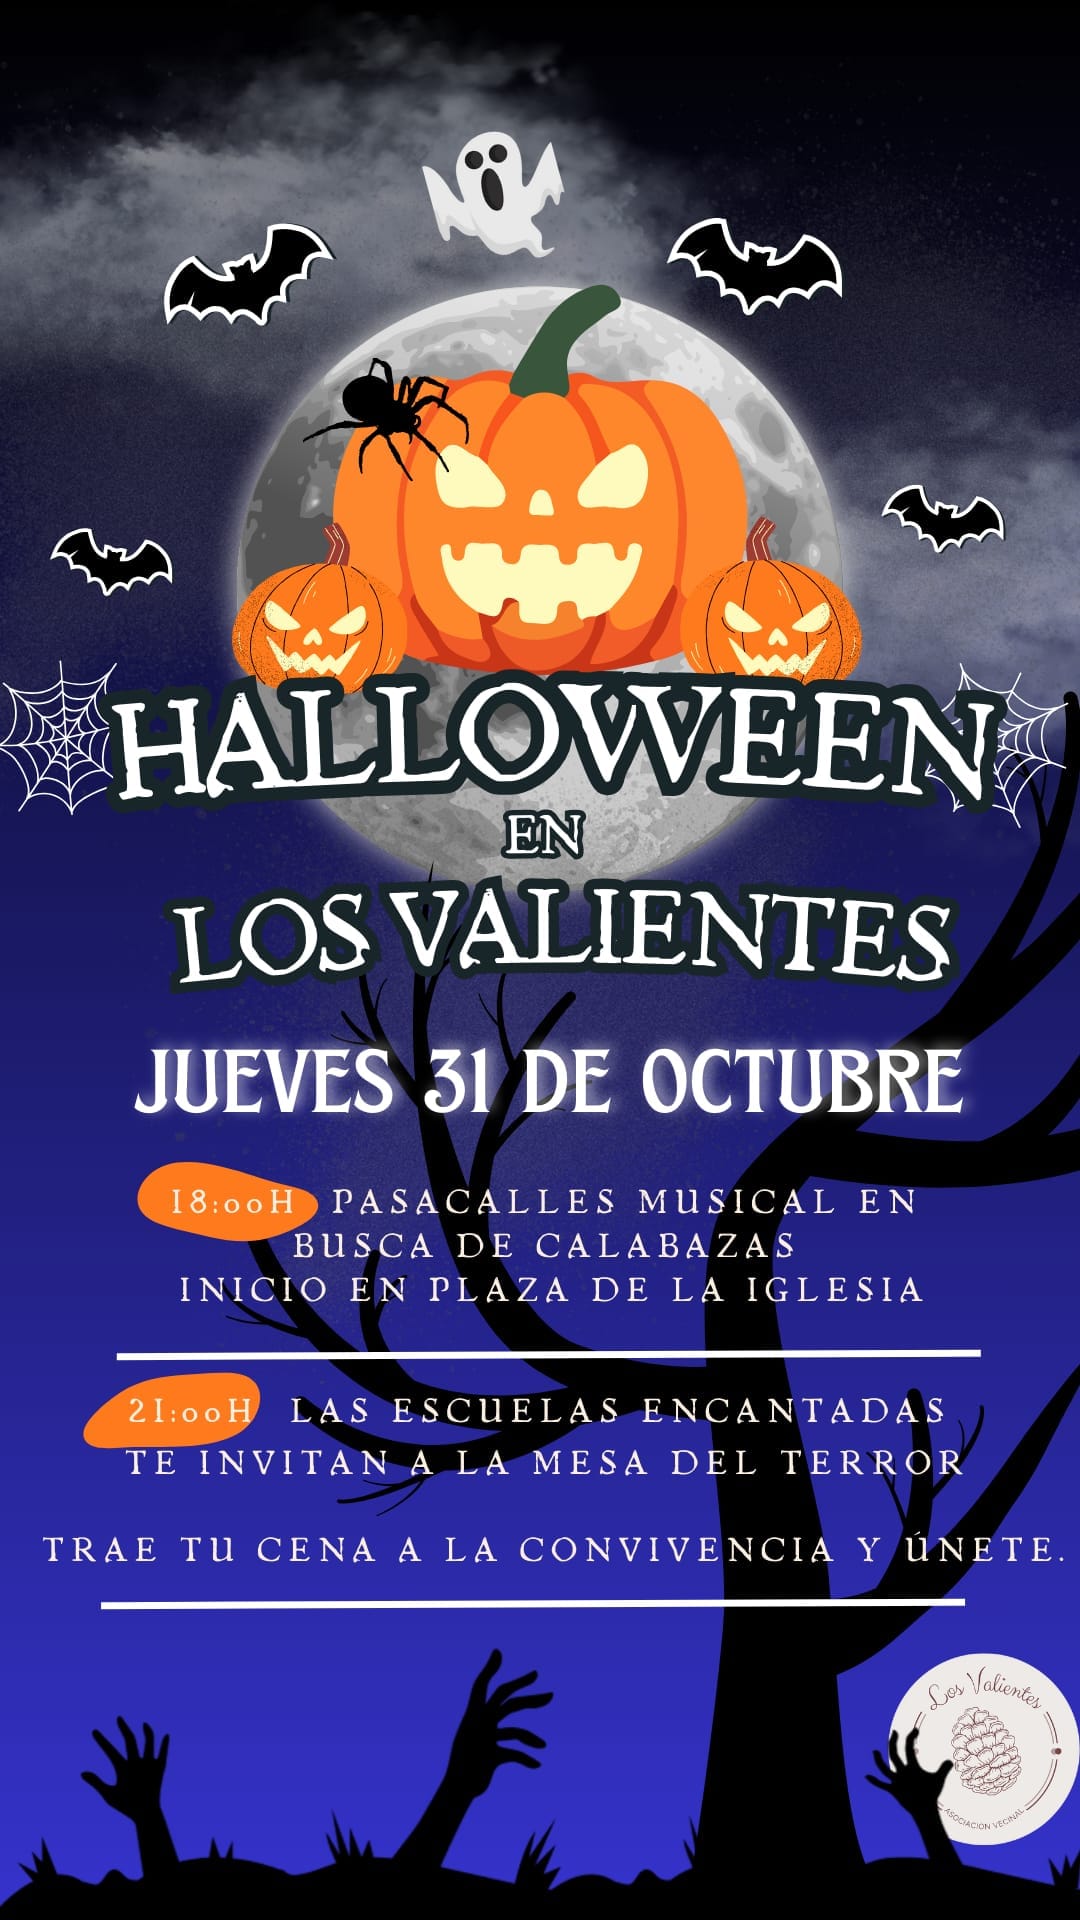 HALLOWEEN
EN
LOS VALIENTES
JUEVES 31 DE OCTUBRE
18:00H PASACALLES MUSICAL EN
BUSCA DE CALABAZAS
INICIO EN PLAZA DE LA IGLESIA
21:00H LAS ESCUELAS ENCANTADAS
TE INVITAN A LA MESA DEL TERROR
TRAE TU CENA A LA CONVIVENCIA Y ÚNETE.
Los Valientes
ASOCIACION VECINAL